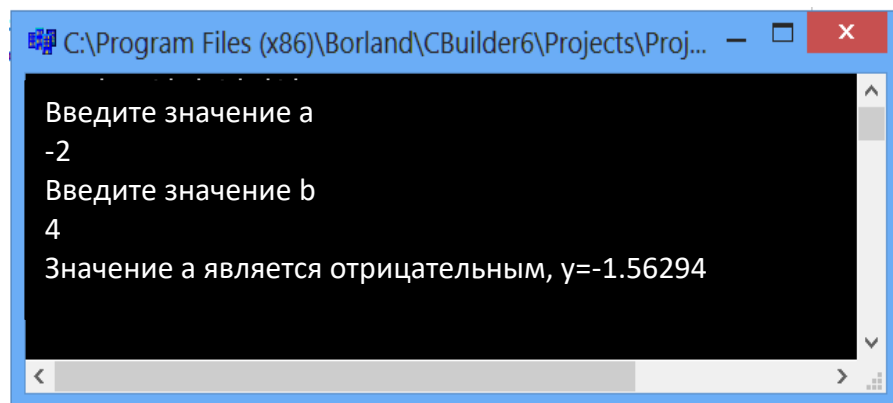 C:\Program Files (x86)\Borland\CBuilder6\Projects\Proj...
Введите значение a
-2
Введите значение b
4
Значение a является отрицательным, y=-1.56294